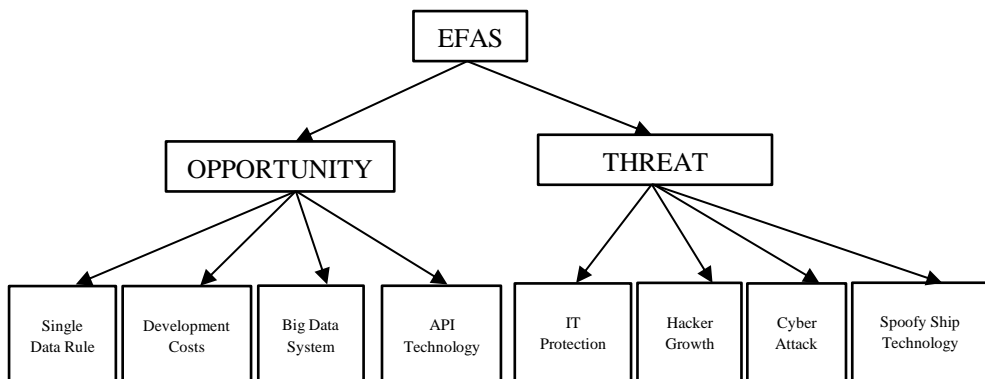 EFAS
OPPORTUNITY
THREAT
Single
Data Rule
Development
Costs
Big Data
System
API
Technology
IT
Protection
Hacker
Growth
Cyber
Attack
Spoofy Ship
Technology